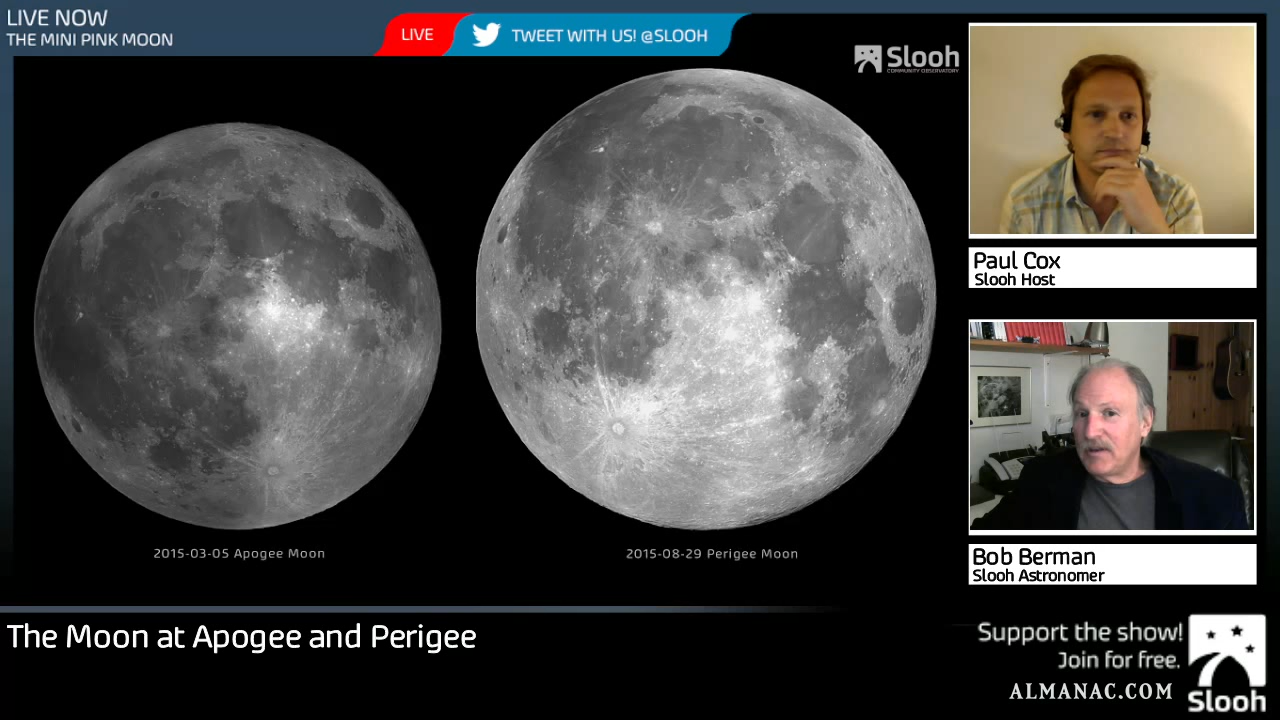 LIVE NOW
THE MINI PINK MOON
LIVE
TWEET WITH US! @SLOOH
Slooh
COMMUNITY OBSERVATORY
Paul Cox
Slooh Host
2015-03-05 Apogee Moon
2015-08-29 Perigee Moon
Bob Berman
Slooh Astronomer
The Moon at Apogee and Perigee
Support the show!
Join for free.
ALMANAC.COM
Slooh